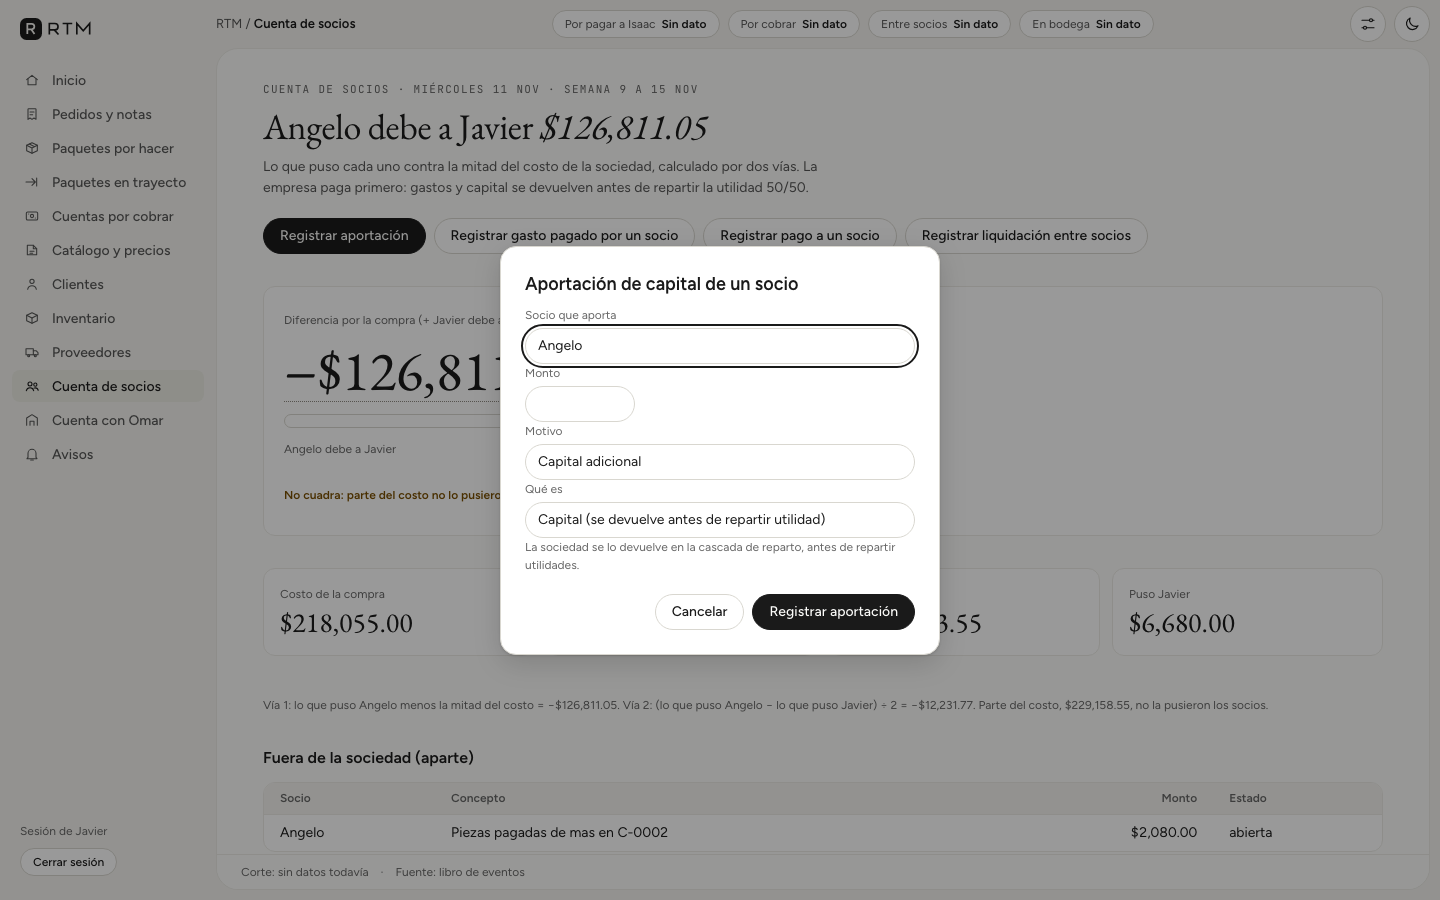 R RTM
RTM / Cuenta de socios
Por pagar a Isaac Sin dato
Por cobrar Sin dato
Entre socios Sin dato
En bodega Sin dato
Inicio
Pedidos y notas
Paquetes por hacer
Paquetes en trayecto
Cuentas por cobrar
Catálogo y precios
Clientes
Inventario
Proveedores
Cuenta de socios
Cuenta con Omar
Avisos
Sesión de Javier
Cerrar sesión
CUENTA DE SOCIOS · MIÉRCOLES 11 NOV · SEMANA 9 A 15 NOV
Angelo debe a Javier $126,811.05
Lo que puso cada uno contra la mitad del costo de la sociedad, calculado por dos vías. La
empresa paga primero: gastos y capital se devuelven antes de repartir la utilidad 50/50.
Registrar aportación
Registrar gasto pagado por un socio
Registrar pago a un socio
Registrar liquidación entre socios
Diferencia por la compra (+ Javier debe
−$126,811
Angelo debe a Javier
No cuadra: parte del costo no lo
Aportación de capital de un socio
Socio que aporta
Angelo
Monto
Motivo
Capital adicional
Qué es
Capital (se devuelve antes de repartir utilidad)
La sociedad se lo devuelve en la cascada de reparto, antes de repartir
utilidades.
Cancelar
Registrar aportación
Costo de la compra
$218,055.00
3.55
Puso Javier
$6,680.00
Vía 1: lo que puso Angelo menos la mitad del costo = −$126,811.05. Vía 2: (lo que puso Angelo − lo que puso Javier) ÷ 2 = −$12,231.77. Parte del costo, $229,158.55, no la pusieron los socios.
Fuera de la sociedad (aparte)
Socio Concepto Monto Estado
Angelo Piezas pagadas de mas en C-0002 $2,080.00 abierta
Corte: sin datos todavía · Fuente: libro de eventos